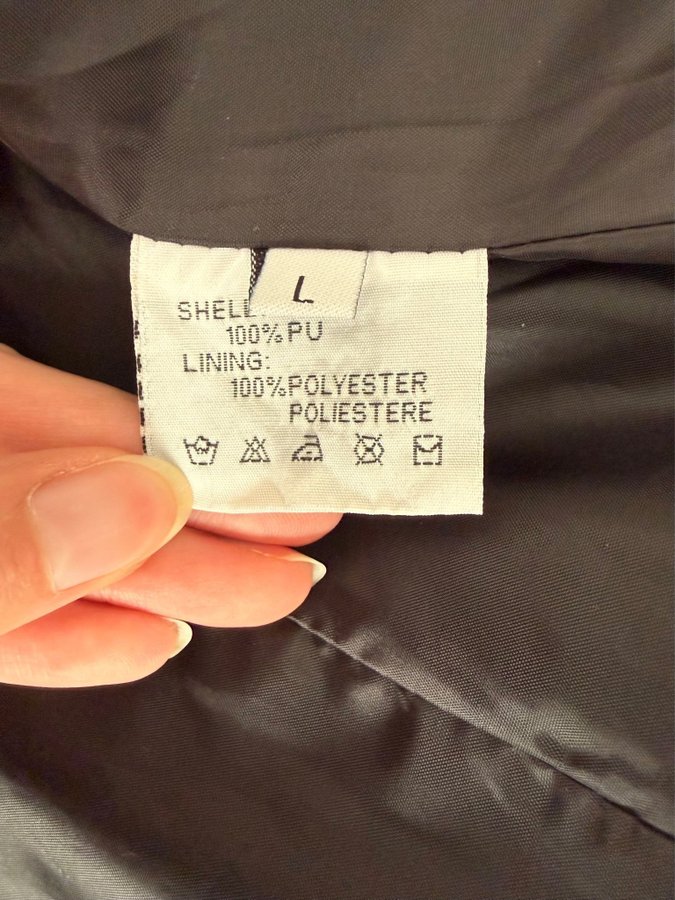 L
SHELL:
100% PU
LINING:
100%POLYESTER
POLIESTERE